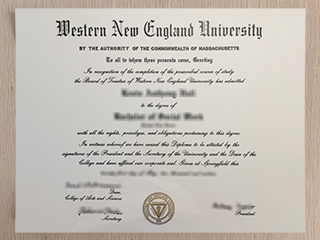 Western New England University
BY THE AUTHORITY OF THE COMMONWEALTH OF MASSACHUSETTS
To all to whom these presents come, Greeting
In recognition of the completion of the prescribed course of study
the Board of Trustees of Western New England University has admitted
to the degree of
Bachelor of Social Work
with all the rights, privileges, and obligations pertaining to this degree.
In witness whereof we have caused this Diploma to be attested by the
signatures of the President and Secretary of the University and the Dean of the
College and have affixed our corporate seal. Given at Springfield this
Dean,
College of Arts and Sciences
Secretary
President